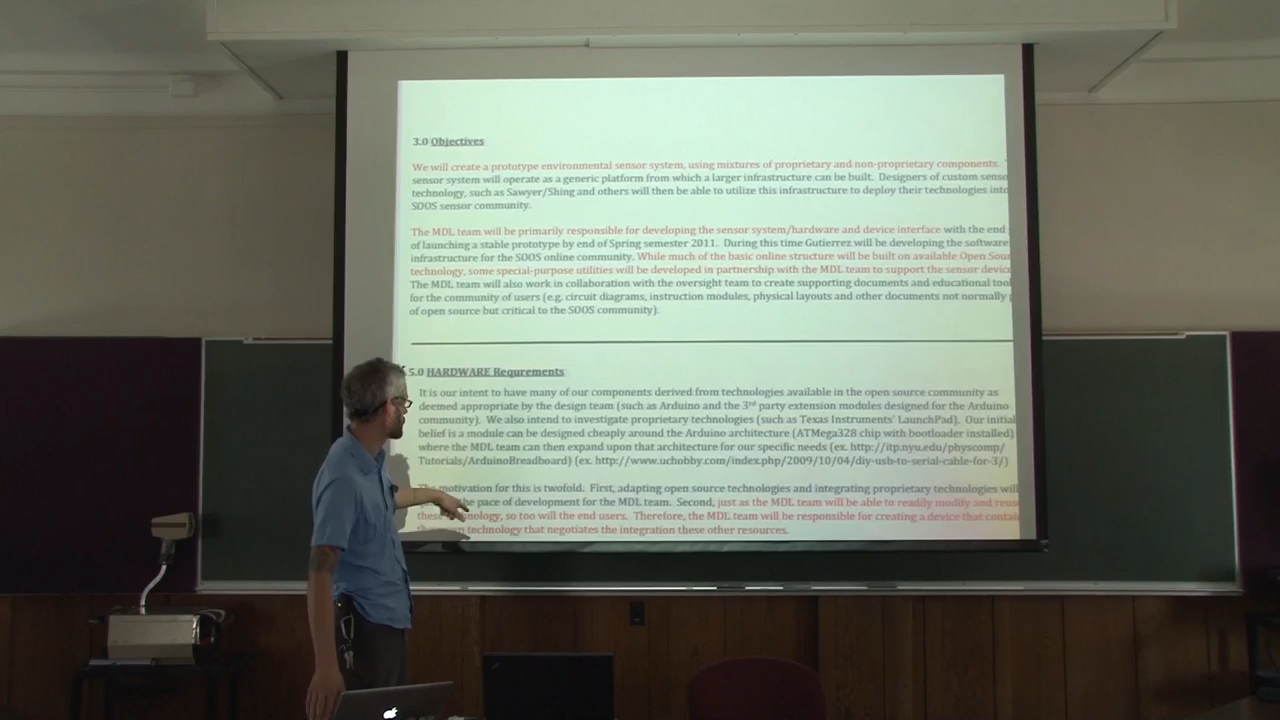 3.0 Objectives
We will create a prototype environmental sensor system, using mixtures of proprietary and non-proprietary components.
sensor system will operate as a generic platform from which a larger infrastructure can be built. Designers of custom senso
technology, such as Sawyer/Shing and others will then be able to utilize this infrastructure to deploy their technologies into
SOOS sensor community.
The MDL team will be primarily responsible for developing the sensor system/hardware and device interface with the end
of launching a stable prototype by end of Spring semester 2011. During this time Gutierrez will be developing the software
infrastructure for the SOOS online community. While much of the basic online structure will be built on available Open Sour
technology, some special-purpose utilities will be developed in partnership with the MDL team to support the sensor device
The MDL team will also work in collaboration with the oversight team to create supporting documents and educational tool
for the community of users (e.g. circuit diagrams, instruction modules, physical layouts and other documents not normally
of open source but critical to the SOOS community).
5.0 HARDWARE Requrements
It is our intent to have many of our components derived from technologies available in the open source community as
deemed appropriate by the design team (such as Arduino and the 3rd party extension modules designed for the Arduino
community). We also intend to investigate proprietary technologies (such as Texas Instruments' LaunchPad). Our initial
belief is a module can be designed cheaply around the Arduino architecture (ATMega328 chip with bootloader installed)
where the MDL team can then expand upon that architecture for our specific needs (ex. http://itp.nyu.edu/physcomp/
Tutorials/ArduinoBreadboard) (ex. http://www.uchobby.com/index.php/2009/10/04/diy-usb-to-serial-cable-for-3/)
The motivation for this is twofold. First, adapting open source technologies and integrating proprietary technologies will
the pace of development for the MDL team. Second, just as the MDL team will be able to readily modify and reus
these technology, so too will the end users. Therefore, the MDL team will be responsible for creating a device that contai
technology that negotiates the integration these other resources.